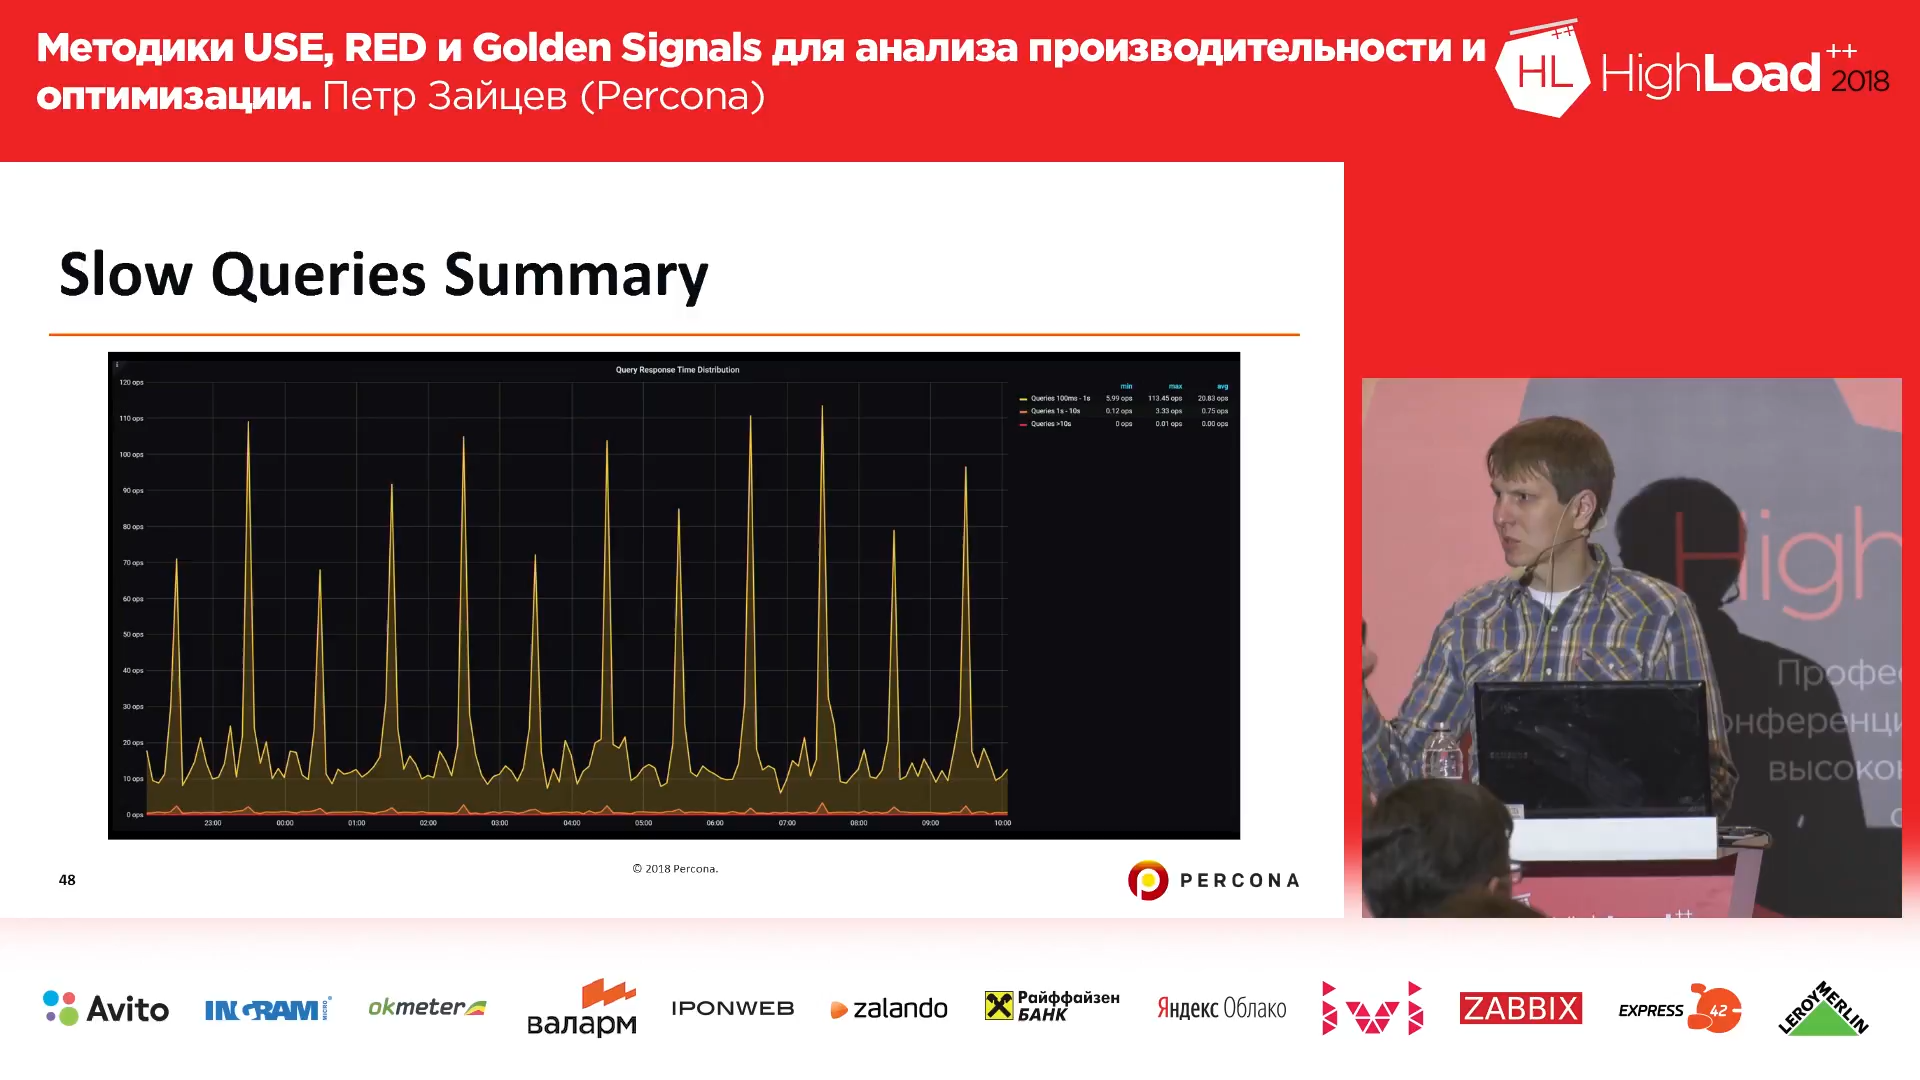 Методики USE, RED и Golden Signals для анализа производительности и
оптимизации. Петр Зайцев (Percona)
HL ++
HighLoad ++ 2018
Slow Queries Summary
Query Response Time Distribution
120 ops
110 ops
100 ops
90 ops
80 ops
70 ops
60 ops
50 ops
40 ops
30 ops
20 ops
10 ops
0 ops
23:00 00:00 01:00 02:00 03:00 04:00 05:00 06:00 07:00 08:00 09:00 10:00
min max avg
Queries 100ms - 1s 5.99 ops 113.45 ops 20.83 ops
Queries 1s - 10s 0.12 ops 3.33 ops 0.75 ops
Queries >10s 0 ops 0.01 ops 0.00 ops
© 2018 Percona.
48
PERCONA
High
Профе
онференци
высоко
Avito
INGRAM MICRO
okmeter
валарм
IPONWEB
zalando
Райффайзен
БАНК
Яндекс Облако
ivi
ZABBIX
EXPRESS 42
LEROY MERLIN